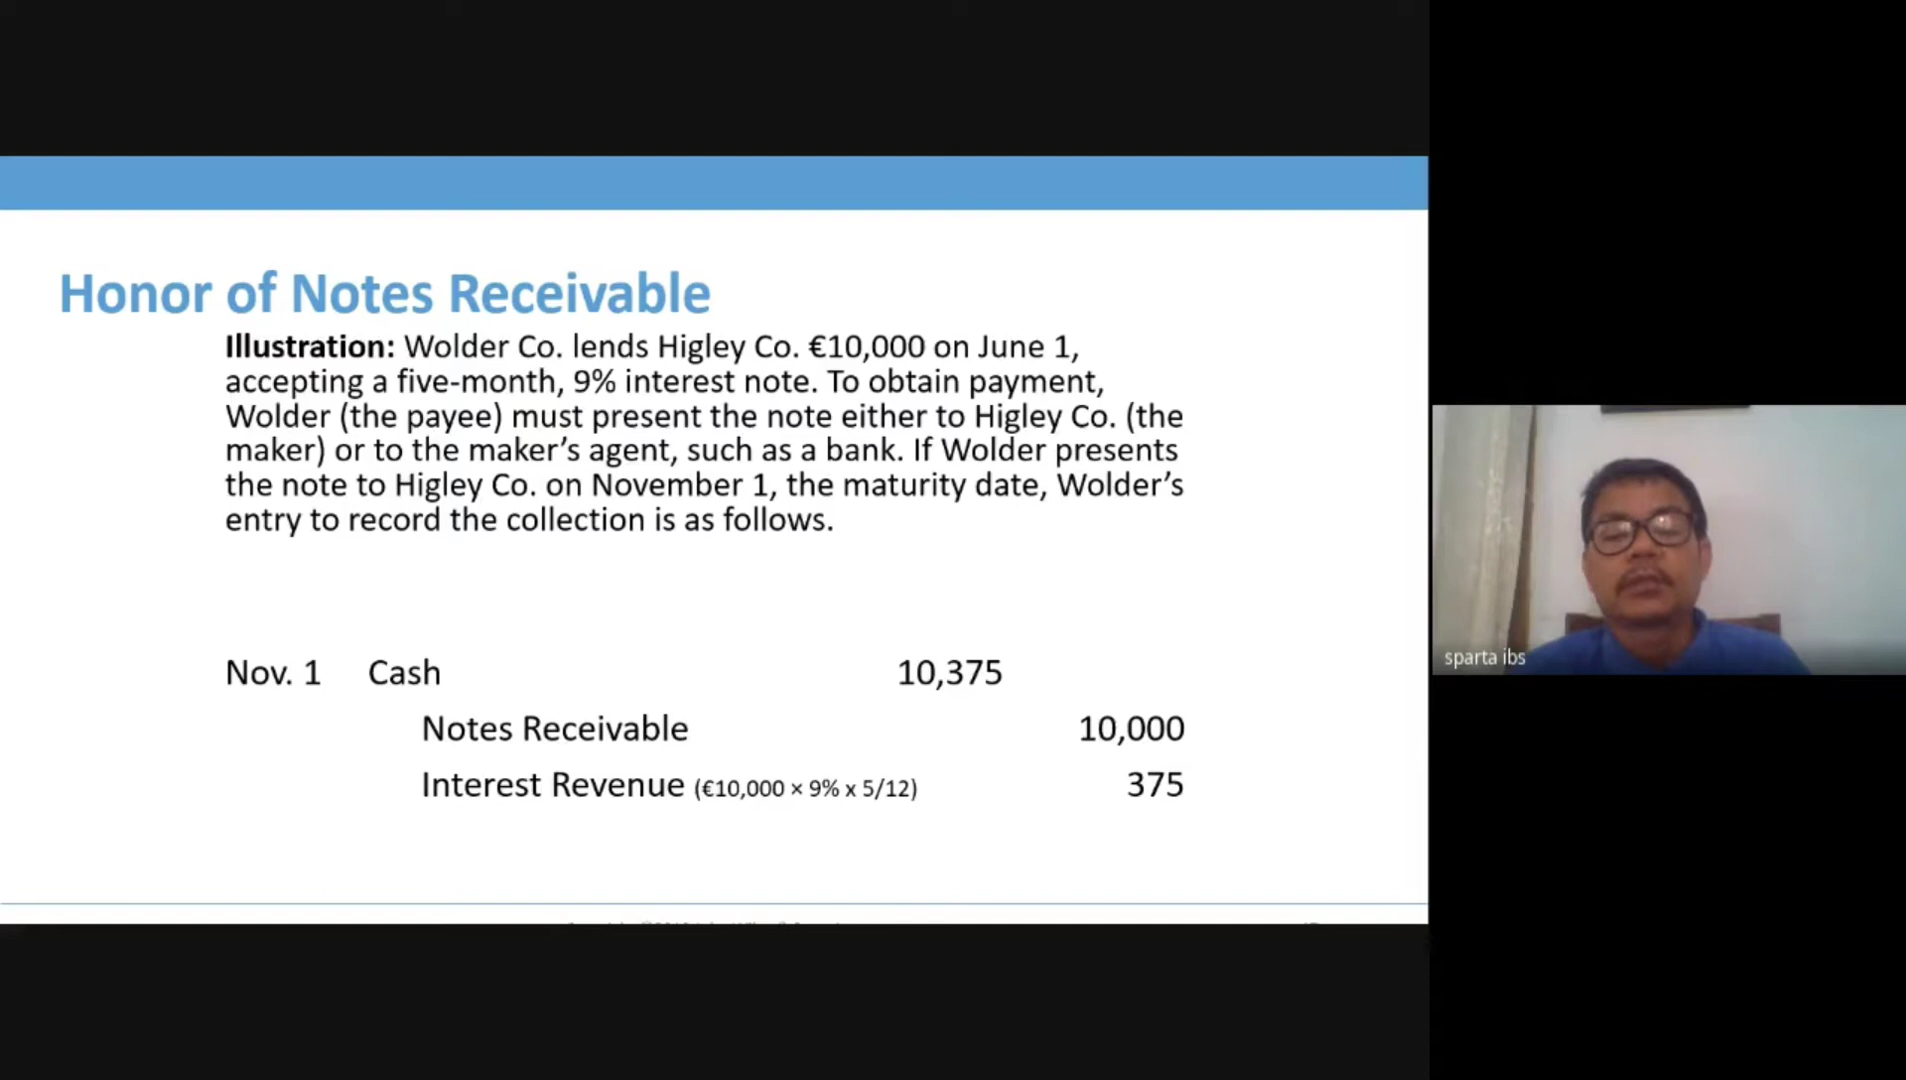 Honor of Notes Receivable
Illustration: Wolder Co. lends Higley Co. €10,000 on June 1,
accepting a five-month, 9% interest note. To obtain payment,
Wolder (the payee) must present the note either to Higley Co. (the
maker) or to the maker’s agent, such as a bank. If Wolder presents
the note to Higley Co. on November 1, the maturity date, Wolder’s
entry to record the collection is as follows.
Nov. 1 Cash 10,375
Notes Receivable 10,000
Interest Revenue (€10,000 × 9% x 5/12) 375
sparta ibs